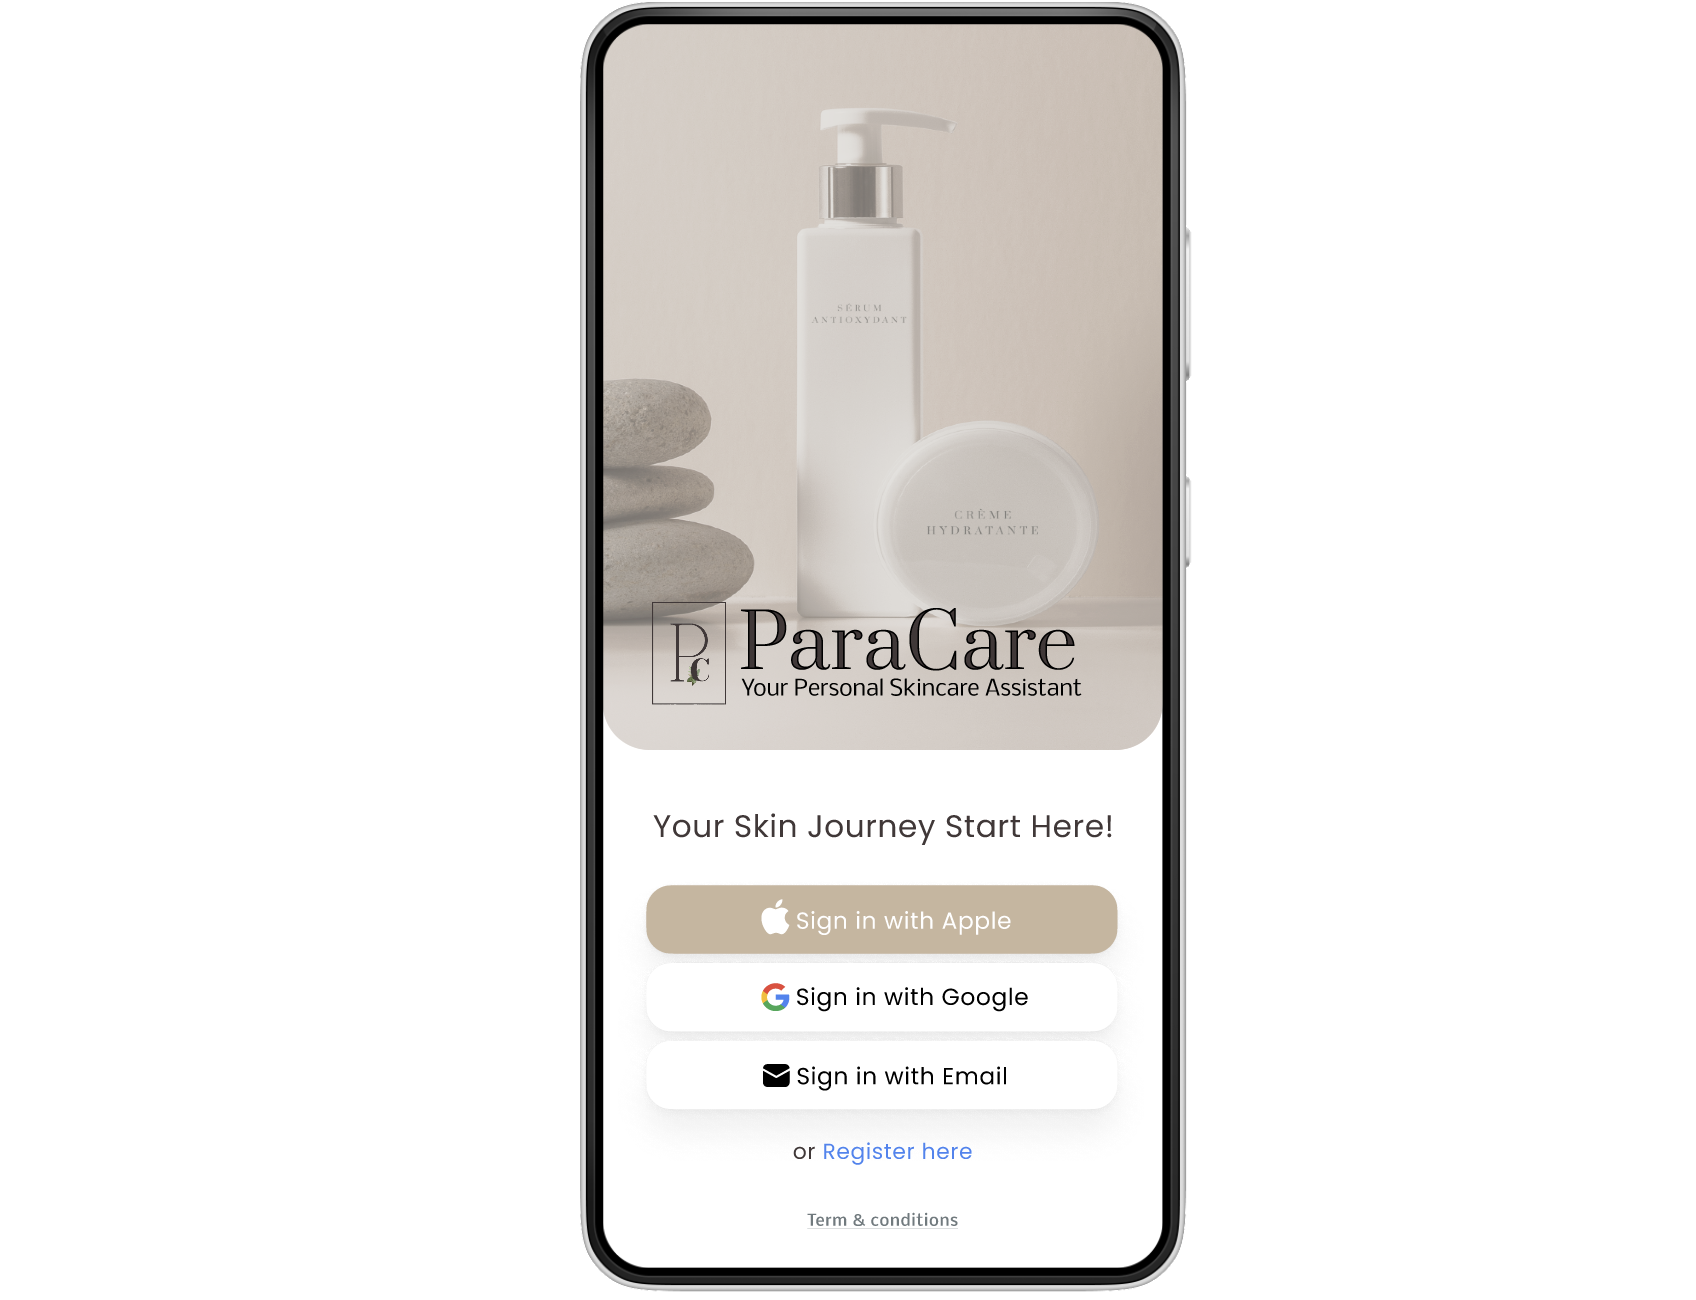 SÉRUM
ANTIOXYDANT
CRÈME
HYDRATANTE
Pc
ParaCare
Your Personal Skincare Assistant
Your Skin Journey Start Here!
Sign in with Apple
Sign in with Google
Sign in with Email
or Register here
Term & conditions